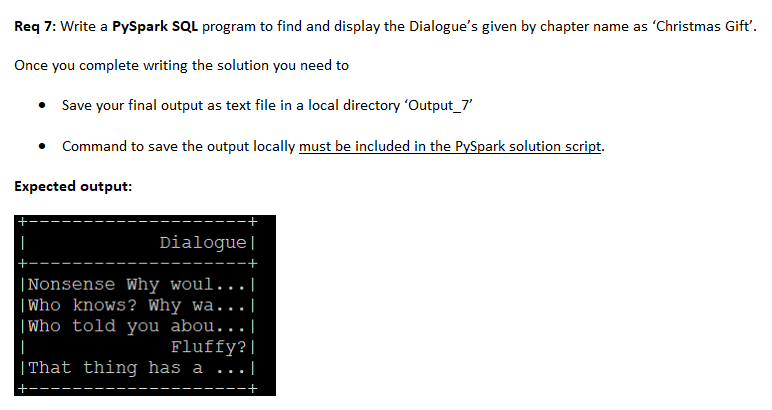 Req 7: Write a PySpark SQL program to find and display the Dialogue's given by chapter name as 'Christmas Gift'.
Once you complete writing the solution you need to
• Save your final output as text file in a local directory 'Output_7'
• Command to save the output locally must be included in the PySpark solution script.
Expected output:
+--------------------+
|            Dialogue|
+--------------------+
|Nonsense Why woul...|
|Who knows? Why wa...|
|Who told you abou...|
|             Fluffy?|
|That thing has a ...|
+--------------------+